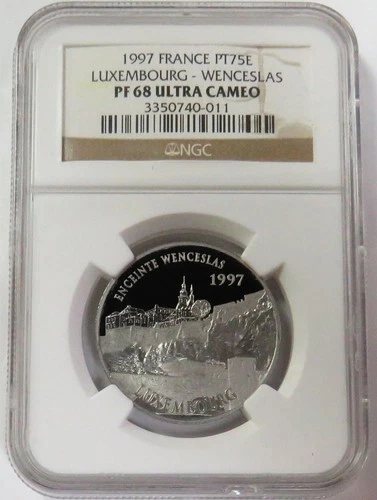 1997 FRANCE PT75E
LUXEMBOURG - WENCESLAS
PF 68 ULTRA CAMEO
3350740-011
NGC
ENCEINTE WENCESLAS
1997
LUXEMBOURG